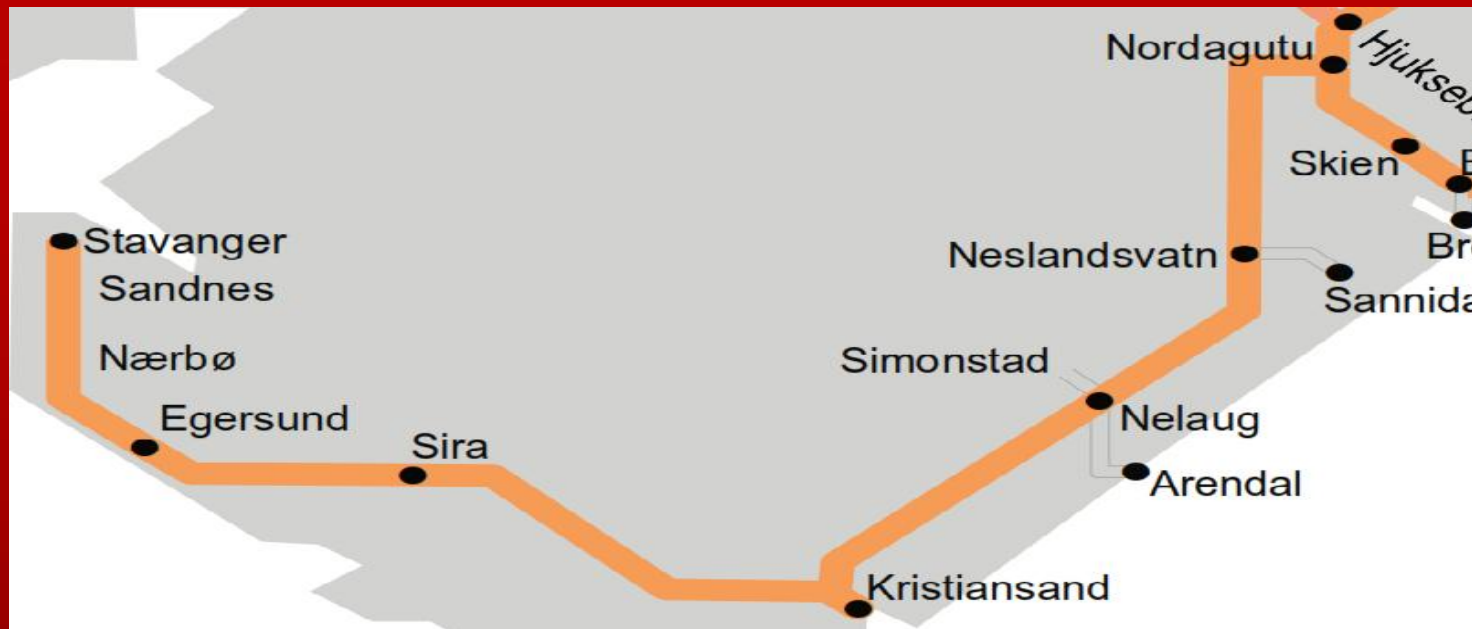 Nordagutu
Skien
Stavanger
Sandnes
Neslandsvatn
Nærbø
Simonstad
Egersund
Nelaug
Sira
Arendal
Kristiansand